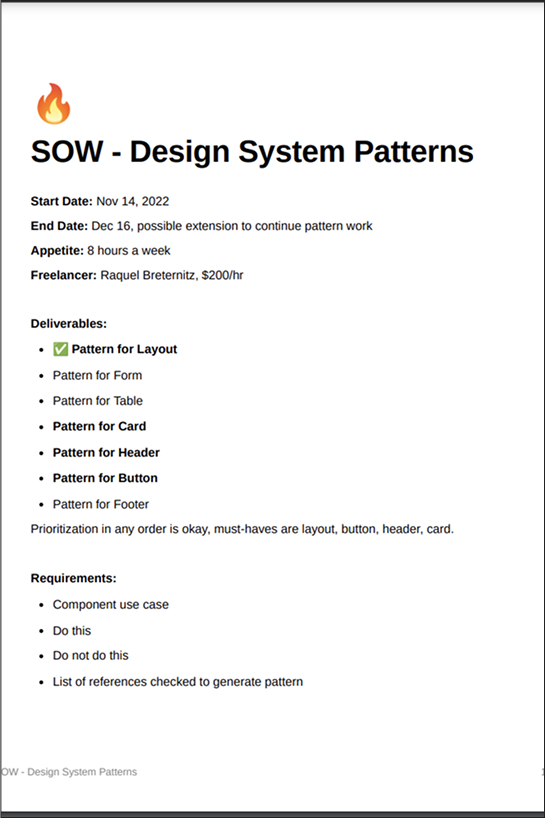 SOW - Design System Patterns
Start Date: Nov 14, 2022
End Date: Dec 16, possible extension to continue pattern work
Appetite: 8 hours a week
Freelancer: Raquel Breternitz, $200/hr
Deliverables:
• ✅ Pattern for Layout
• Pattern for Form
• Pattern for Table
• Pattern for Card
• Pattern for Header
• Pattern for Button
• Pattern for Footer
Prioritization in any order is okay, must-haves are layout, button, header, card.
Requirements:
• Component use case
• Do this
• Do not do this
• List of references checked to generate pattern
OW - Design System Patterns